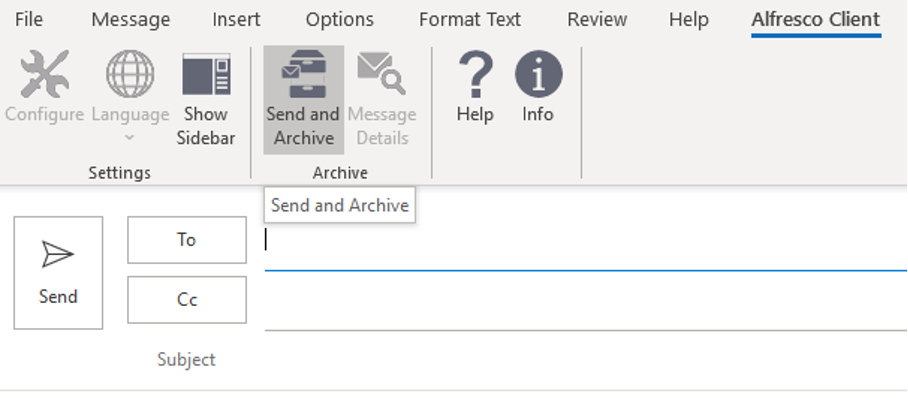 File Message Insert Options Format Text Review Help Alfresco Client
Configure Language Show Sidebar Send and Archive Message Details Help Info
Settings Archive
Send and Archive
To
Send
Cc
Subject